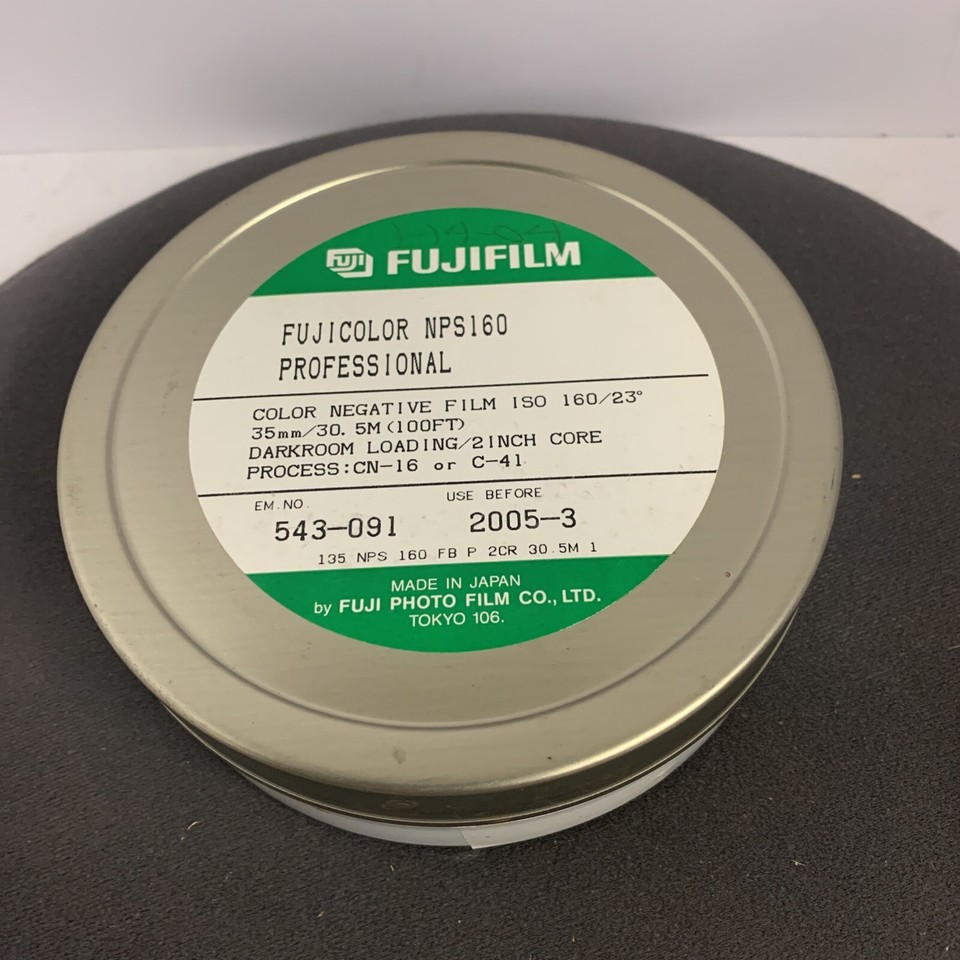 FUJI FUJIFILM
FUJICOLOR NPS160
PROFESSIONAL
COLOR NEGATIVE FILM ISO 160/23°
35mm/30.5M(100FT)
DARKROOM LOADING/2INCH CORE
PROCESS:CN-16 or C-41
EM.NO. USE BEFORE
543-091 2005-3
135 NPS 160 FB P 2CR 30.5M 1
MADE IN JAPAN
by FUJI PHOTO FILM CO., LTD.
TOKYO 106.